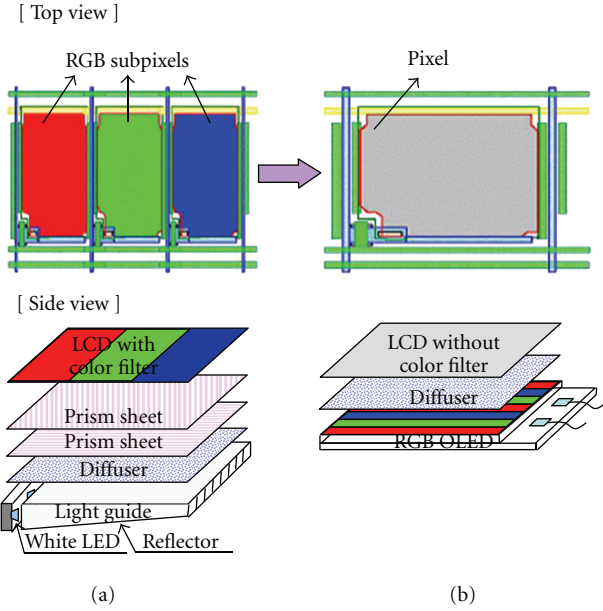 [ Top view ]
RGB subpixels
Pixel
[ Side view ]
LCD with
color filter
Prism sheet
Prism sheet
Diffuser
Light guide
White LED
Reflector
LCD without
color filter
Diffuser
RGB OLED
(a)
(b)